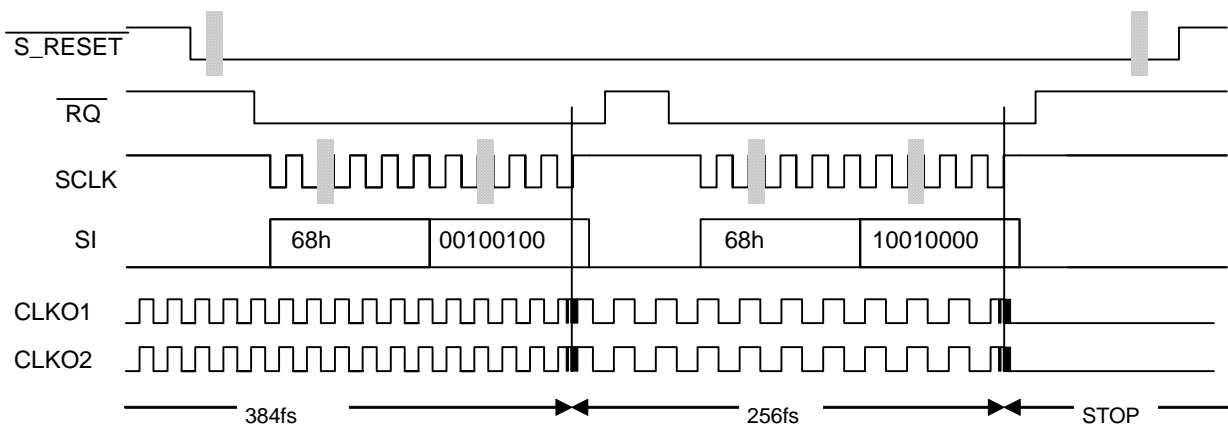 S_RESET
RQ
SCLK
SI 68h 00100100 68h 10010000
CLKO1
CLKO2
384fs 256fs STOP